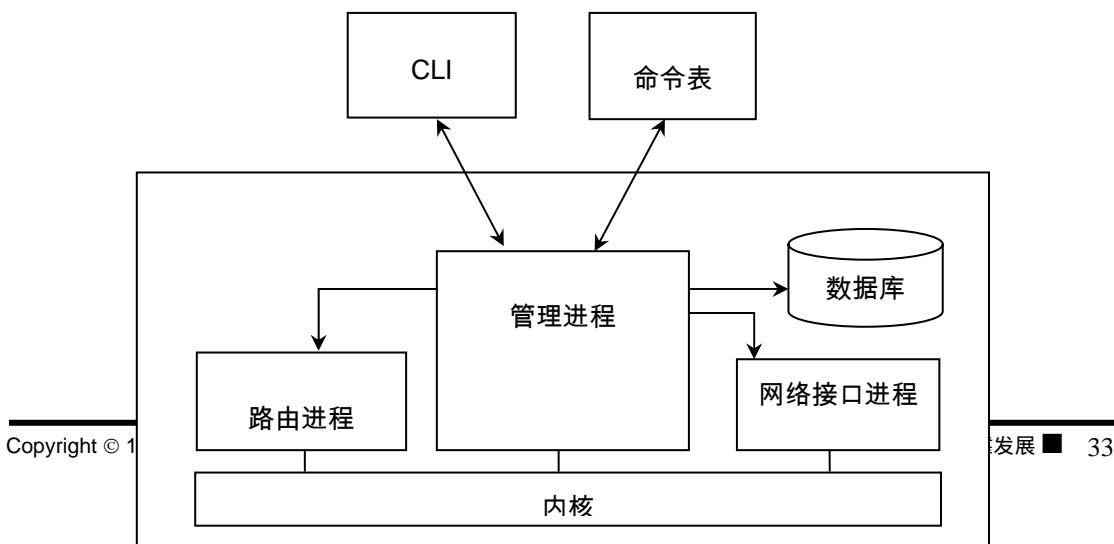 CLI
命令表
数据库
管理进程
网络接口进程
路由进程
Copyright © 1
发展 ■ 33
内核